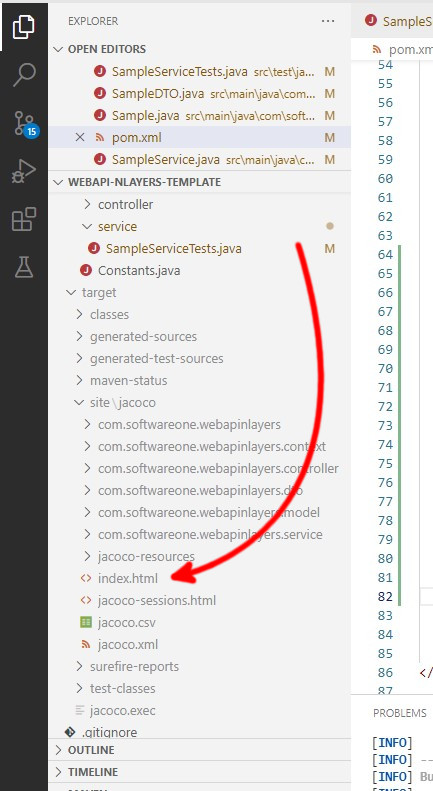 EXPLORER
...
OPEN EDITORS
SampleServiceTests.java src\test\ja... M
SampleDTO.java src\main\java\com... M
Sample.java src\main\java\com\soft... M
pom.xml M
SampleService.java src\main\java\c... M
WEBAPI-NLAYERS-TEMPLATE
controller
service
SampleServiceTests.java M
Constants.java
target
classes
generated-sources
generated-test-sources
maven-status
site\jacoco
com.softwareone.webapinlayers
com.softwareone.webapinlayers.context
com.softwareone.webapinlayers.controller
com.softwareone.webapinlayers.dto
com.softwareone.webapinlayers.model
com.softwareone.webapinlayers.service
jacoco-resources
index.html
jacoco-sessions.html
jacoco.csv
jacoco.xml
surefire-reports
test-classes
jacoco.exec
.gitignore
OUTLINE
TIMELINE
15
SampleS
pom.xm
54
55
56
57
58
59
60
61
62
63
64
65
66
67
68
69
70
71
72
73
74
75
76
77
78
79
80
81
82
83
84
85
86 </
87
PROBLEMS
[INFO]
[INFO] --
[INFO] Bu